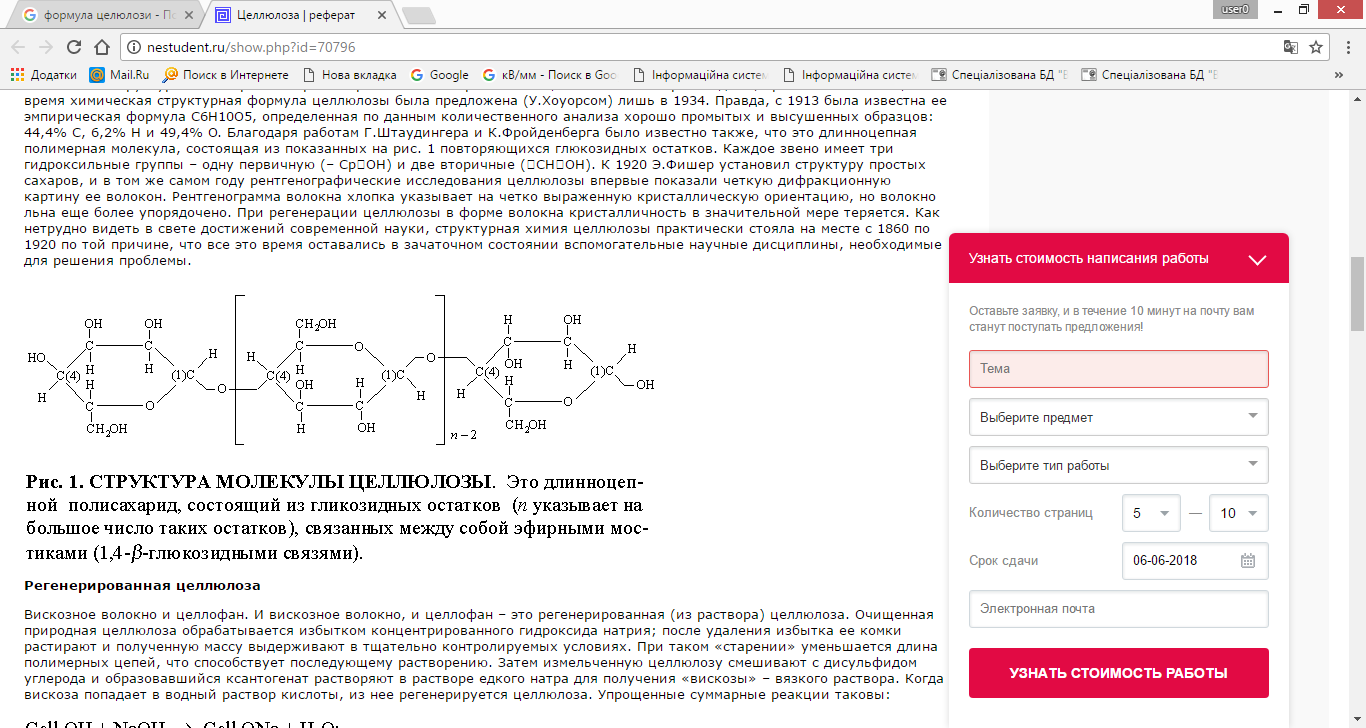 формула целюлози - По
Целлюлоза | реферат
user0
nestudent.ru/show.php?id=70796
Додатки
Mail.Ru
Поиск в Интернете
Нова вкладка
Google
кВ/мм - Поиск в Goo
Інформаційна систем
Інформаційна систем
Спеціалізована БД "Е
Спеціалізована БД "Е
»
время химическая структурная формула целлюлозы была предложена (У.Хоуорсом) лишь в 1934. Правда, с 1913 была известна ее
эмпирическая формула C6H10O5, определенная по данным количественного анализа хорошо промытых и высушенных образцов:
44,4% C, 6,2% H и 49,4% O. Благодаря работам Г.Штаудингера и К.Фройденберга было известно также, что это длинноцепная
полимерная молекула, состоящая из показанных на рис. 1 повторяющихся глюкозидных остатков. Каждое звено имеет три
гидроксильные группы – одну первичную (– Cp▯OH) и две вторичные (▯CH▯OH). К 1920 Э.Фишер установил структуру простых
сахаров, и в том же самом году рентгенографические исследования целлюлозы впервые показали четкую дифракционную
картину ее волокон. Рентгенограмма волокна хлопка указывает на четко выраженную кристаллическую ориентацию, но волокно
льна еще более упорядочено. При регенерации целлюлозы в форме волокна кристалличность в значительной мере теряется. Как
нетрудно видеть в свете достижений современной науки, структурная химия целлюлозы практически стояла на месте с 1860 по
1920 по той причине, что все это время оставались в зачаточном состоянии вспомогательные научные дисциплины, необходимые
для решения проблемы.
OH OH CH₂OH H OH
C C H H C O C C H
HO H H (1)C C(4) H (1)C O C(4) OH H (1)C
C(4) H O OH H H H OH
H C O C C H C O
CH₂OH H OH n – 2 CH₂OH
Рис. 1. СТРУКТУРА МОЛЕКУЛЫ ЦЕЛЛЮЛОЗЫ. Это длинноцеп-
ной полисахарид, состоящий из гликозидных остатков (n указывает на
большое число таких остатков), связанных между собой эфирными мос-
тиками (1,4-β-глюкозидными связями).
Регенерированная целлюлоза
Вискозное волокно и целлофан. И вискозное волокно, и целлофан – это регенерированная (из раствора) целлюлоза. Очищенная
природная целлюлоза обрабатывается избытком концентрированного гидроксида натрия; после удаления избытка ее комки
растирают и полученную массу выдерживают в тщательно контролируемых условиях. При таком «старении» уменьшается длина
полимерных цепей, что способствует последующему растворению. Затем измельченную целлюлозу смешивают с дисульфидом
углерода и образовавшийся ксантогенат растворяют в растворе едкого натра для получения «вискозы» – вязкого раствора. Когда
вискоза попадает в водный раствор кислоты, из нее регенерируется целлюлоза. Упрощенные суммарные реакции таковы:
Узнать стоимость написания работы
Оставьте заявку, и в течение 10 минут на почту вам
станут поступать предложения!
Тема
Выберите предмет
Выберите тип работы
Количество страниц 5 — 10
Срок сдачи 06-06-2018
Электронная почта
УЗНАТЬ СТОИМОСТЬ РАБОТЫ